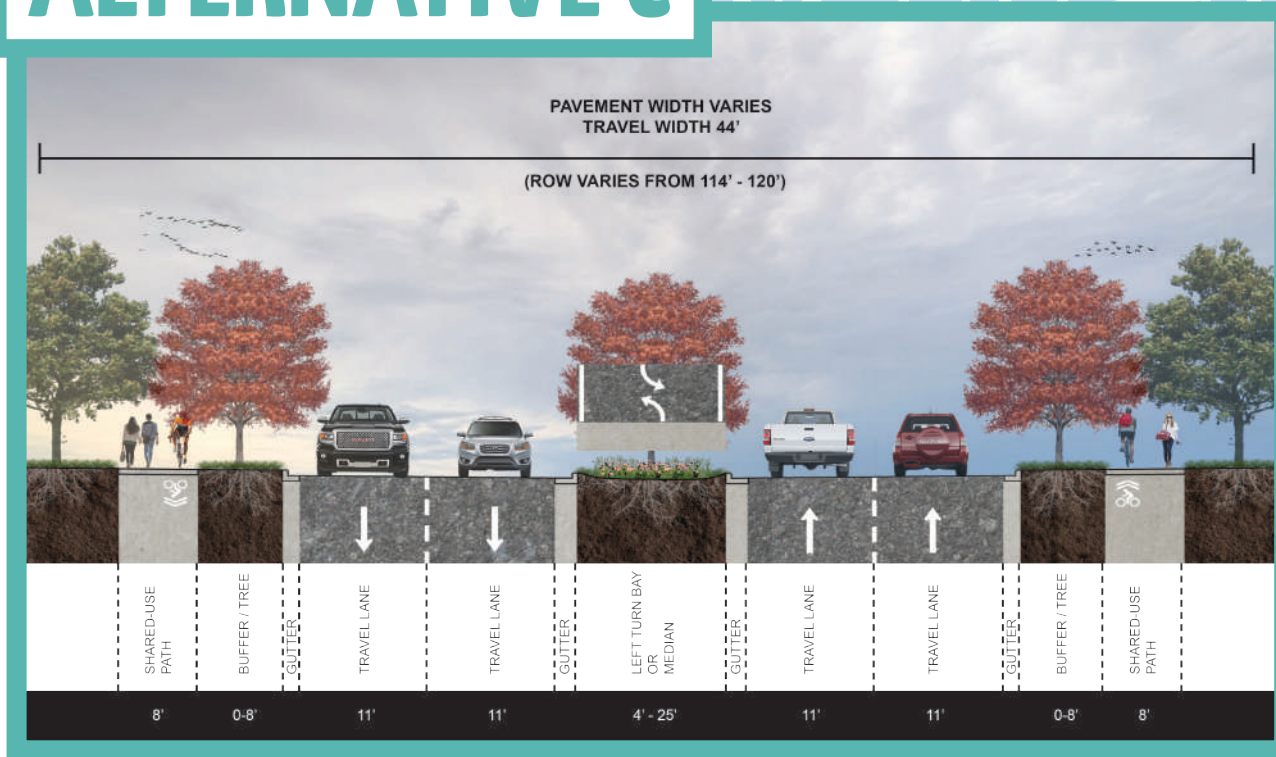 ALTERNATIVE C
PAVEMENT WIDTH VARIES
TRAVEL WIDTH 44'
(ROW VARIES FROM 114' - 120')
SHARED-USE
PATH
BUFFER / TREE
GUTTER
TRAVEL LANE
TRAVEL LANE
GUTTER
LEFT TURN BAY
OR
MEDIAN
GUTTER
TRAVEL LANE
TRAVEL LANE
GUTTER
BUFFER / TREE
SHARED-USE
PATH
8'
0-8'
11'
11'
4' - 25'
11'
11'
0-8'
8'